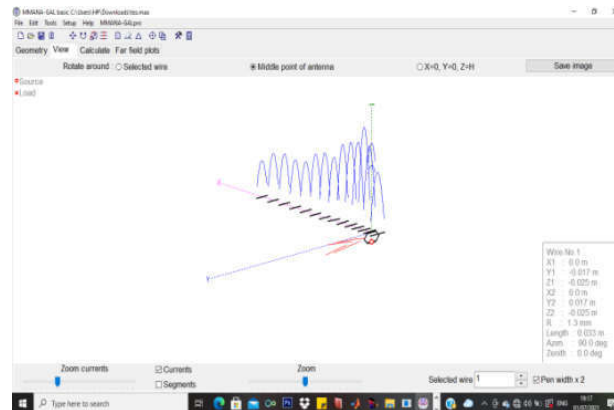 MMANA-GAL basic C:\Users\HP\Downloads\tes.maa
File Edit Tools Setup Help MMANA-GAL pro
Geometry View Calculate Far field plots
Rotate around : Selected wire Middle point of antenna X=0, Y=0, Z=H Save image
Source
Load
X
Y
Wire No.1
X1 : 0.0 m
Y1 : -0.017 m
Z1 : -0.025 m
X2 : 0.0 m
Y2 : 0.017 m
Z2 : -0.025 m
R. : 1.3 mm
Length : 0.033 m
Azim : 90.0 deg
Zenith : 0.0 deg
Zoom currents Currents Zoom
Segments Selected wire 1 Pen width x 2
Type here to search ENG 18:17